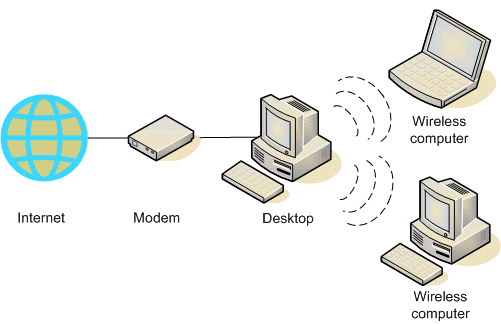 Wireless
computer
Internet
Modem
Desktop
Wireless
computer